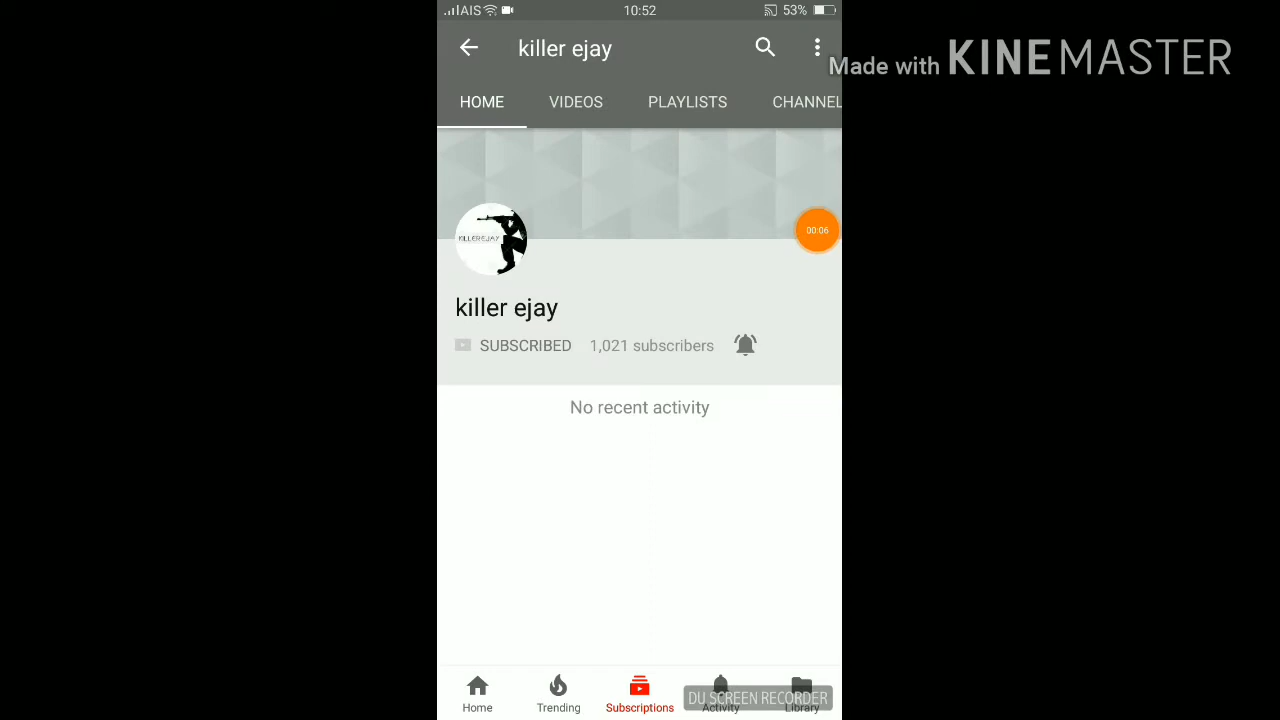 AIS 10:52 53%
killer ejay
Made with KINEMASTER
HOME VIDEOS PLAYLISTS CHANNEL
KILLEREJAY
00:06
killer ejay
SUBSCRIBED 1,021 subscribers
No recent activity
DU SCREEN RECORDER
Home Trending Subscriptions Activity Library